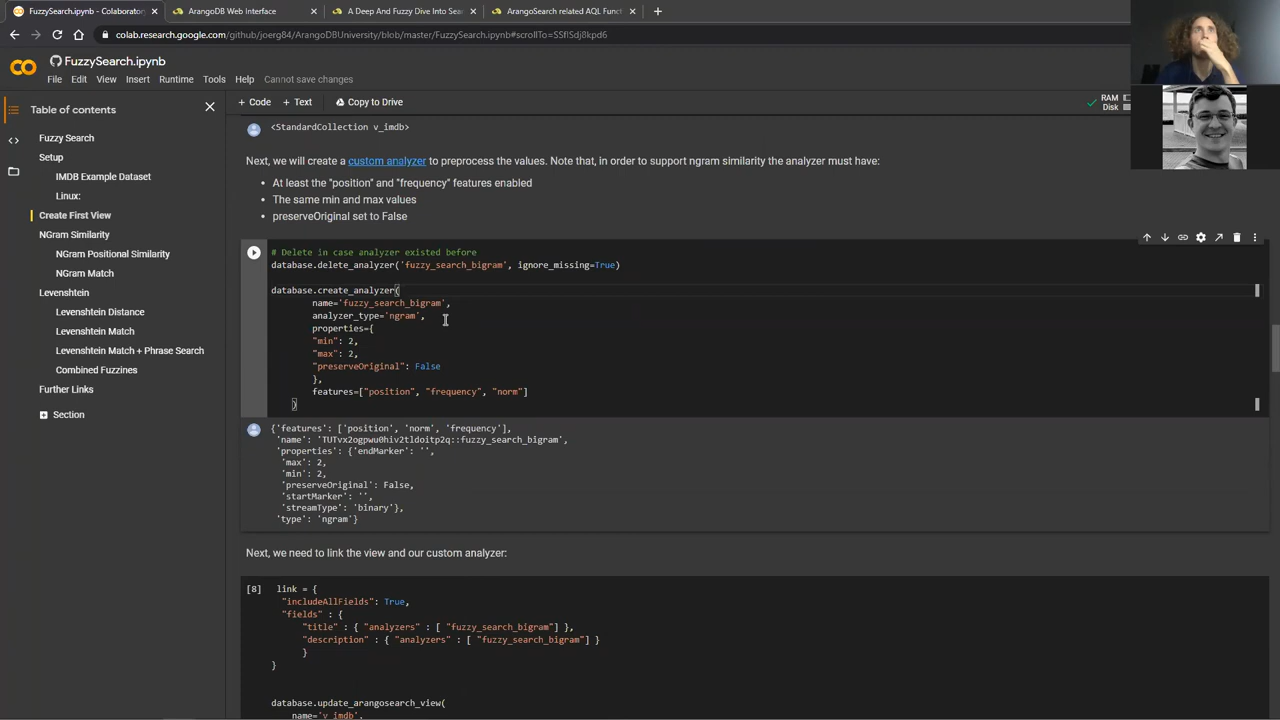 FuzzySearch.ipynb - Colaborator
ArangoDB Web Interface
A Deep And Fuzzy Dive Into Sea
ArangoSearch related AQL Funct
colab.research.google.com/github/joerg84/ArangoDBUniversity/blob/master/FuzzySearch.ipynb#scrollTo=SSflSdj8kpd6
FuzzySearch.ipynb
File Edit View Insert Runtime Tools Help Cannot save changes
Table of contents
+ Code + Text Copy to Drive
RAM
Disk
Fuzzy Search
Setup
IMDB Example Dataset
Linux:
Create First View
NGram Similarity
NGram Positional Similarity
NGram Match
Levenshtein
Levenshtein Distance
Levenshtein Match
Levenshtein Match + Phrase Search
Combined Fuzzines
Further Links
Section
<StandardCollection v_imdb>
Next, we will create a custom analyzer to preprocess the values. Note that, in order to support ngram similarity the analyzer must have:
• At least the "position" and "frequency" features enabled
• The same min and max values
• preserveOriginal set to False
# Delete in case analyzer existed before
database.delete_analyzer('fuzzy_search_bigram', ignore_missing=True)
database.create_analyzer(
name='fuzzy_search_bigram',
analyzer_type='ngram',
properties={
"min": 2,
"max": 2,
"preserveOriginal": False
},
features=["position", "frequency", "norm"]
)
{'features': ['position', 'norm', 'frequency'],
'name': 'TUTvx2ogpwu0hiv2tldoitp2q::fuzzy_search_bigram',
'properties': {'endMarker': '',
'max': 2,
'min': 2,
'preserveOriginal': False,
'startMarker': '',
'streamType': 'binary'},
'type': 'ngram'}
Next, we need to link the view and our custom analyzer:
[8] link = {
"includeAllFields": True,
"fields" : {
"title" : { "analyzers" : [ "fuzzy_search_bigram"] },
"description" : { "analyzers" : [ "fuzzy_search_bigram"] }
}
}
database.update_arangosearch_view(
name='v_imdb',